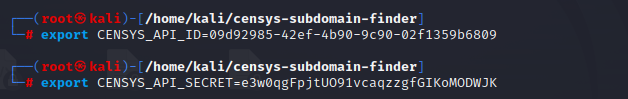 ┌──(root㉿kali)-[/home/kali/censys-subdomain-finder]
└─# export CENSYS_API_ID=09d92985-42ef-4b90-9c90-02f1359b6809
┌──(root㉿kali)-[/home/kali/censys-subdomain-finder]
└─# export CENSYS_API_SECRET=e3w0qgFpjtUO91vcaqzzgfGIKoMODWJK